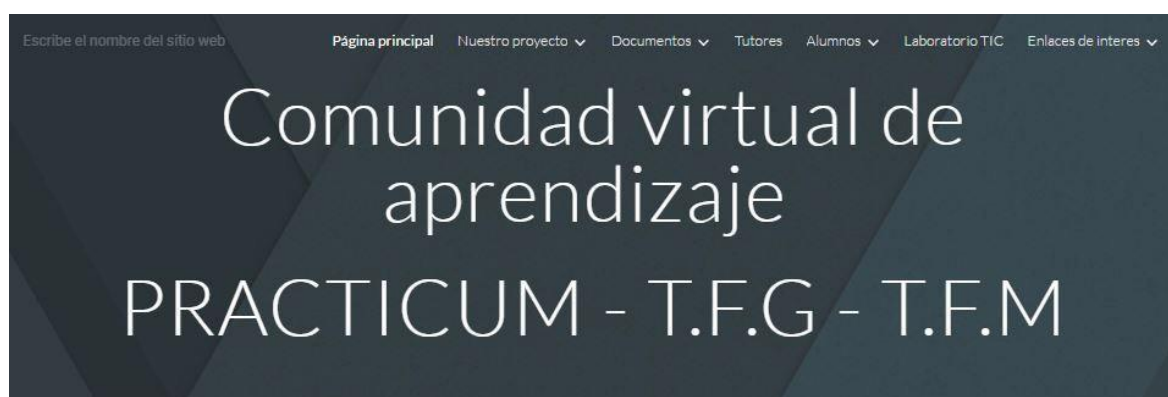 Escribe el nombre del sitio web Página principal Nuestro proyecto Documentos Tutores Alumnos Laboratorio TIC Enlaces de interes
Comunidad virtual de
aprendizaje
PRACTICUM - T.F.G - T.F.M